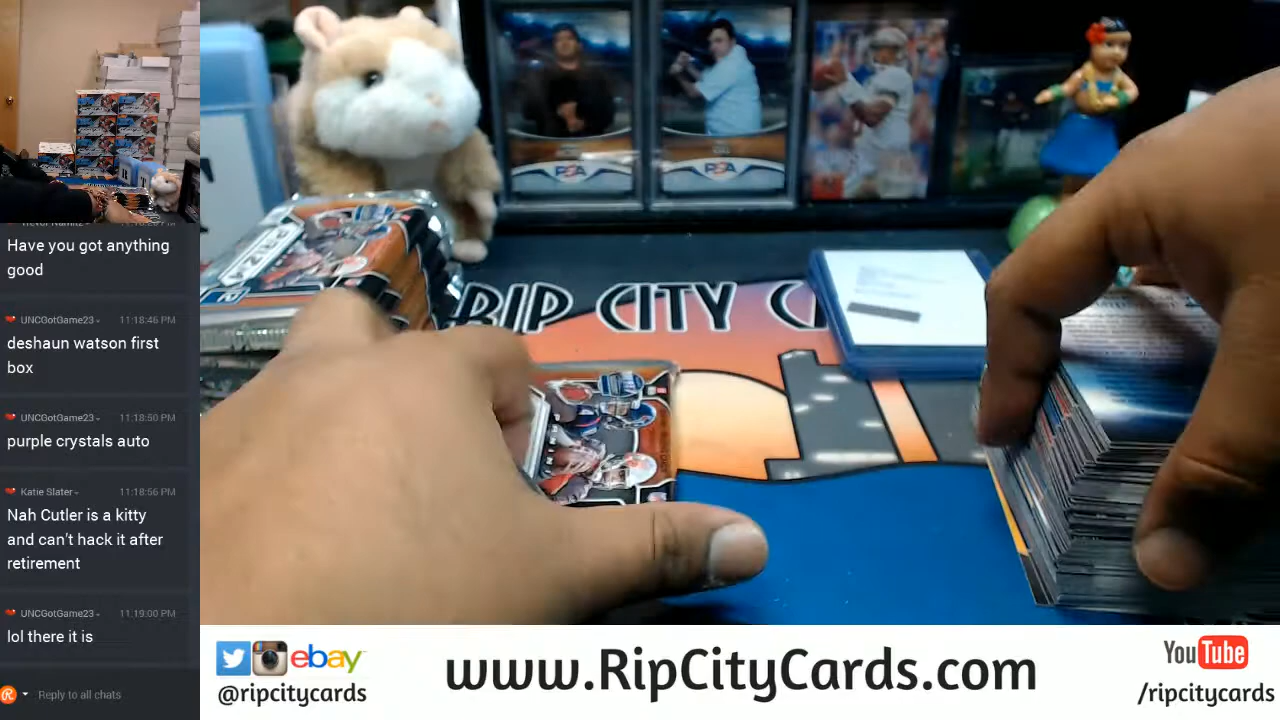 Have you got anything
good
UNCGotGame23 11:18:46 PM
deshaun watson first
box
UNCGotGame23 11:18:50 PM
purple crystals auto
Katie Slater 11:18:56 PM
Nah Cutler is a kitty
and can't hack it after
retirement
UNCGotGame23 11:19:00 PM
lol there it is
Reply to all chats
PSA
PSA
RIP CITY C
ebay
@ripcitycards
www.RipCityCards.com
YouTube
/ripcitycards